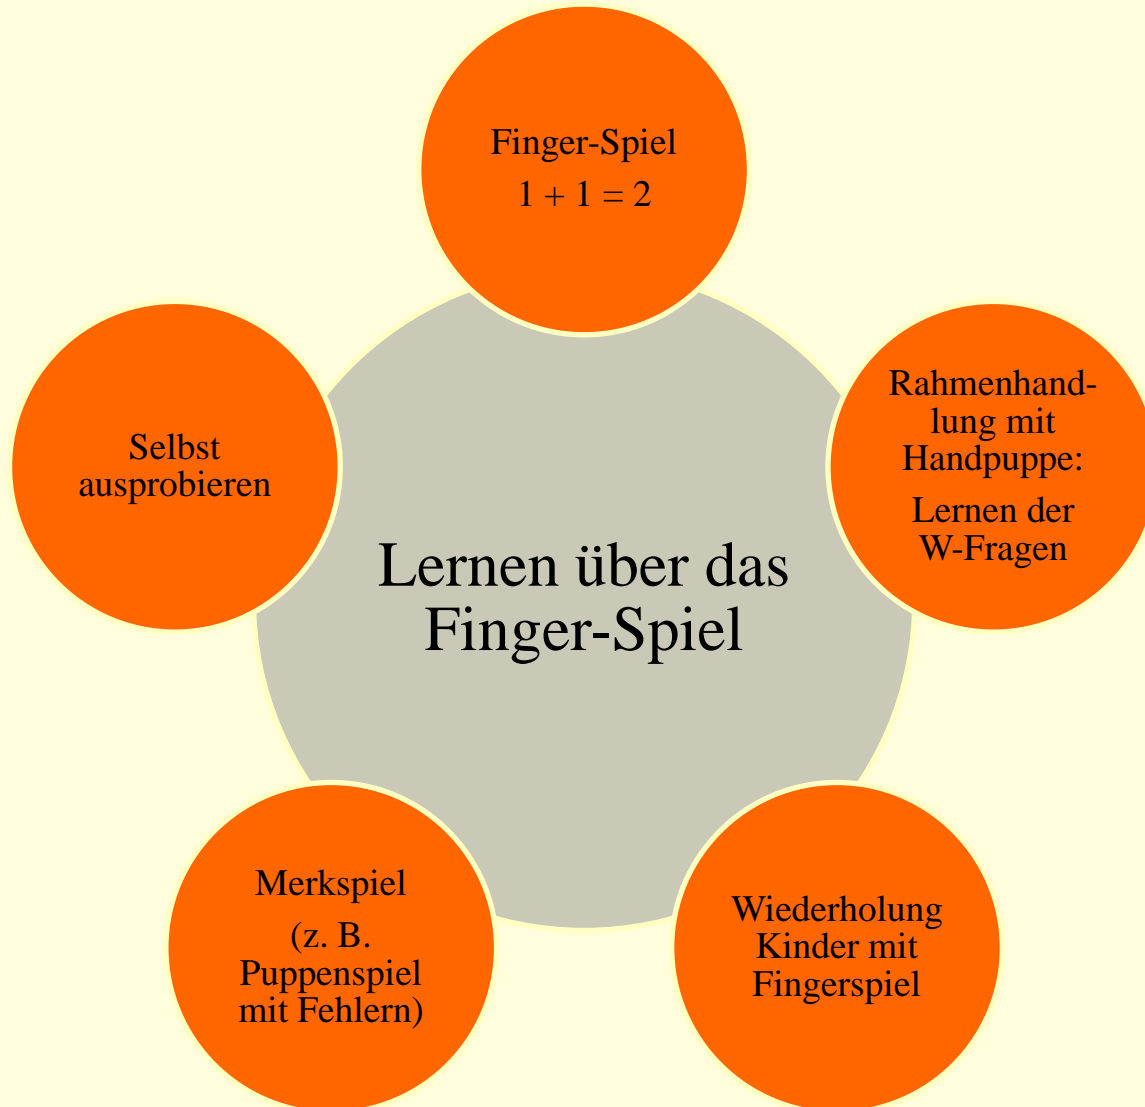 Finger-Spiel
1 + 1 = 2
Rahmenhand-
lung mit
Handpuppe:
Lernen der
W-Fragen
Wiederholung
Kinder mit
Fingerspiel
Merkspiel
(z. B.
Puppenspiel
mit Fehlern)
Selbst
ausprobieren
Lernen über das
Finger-Spiel